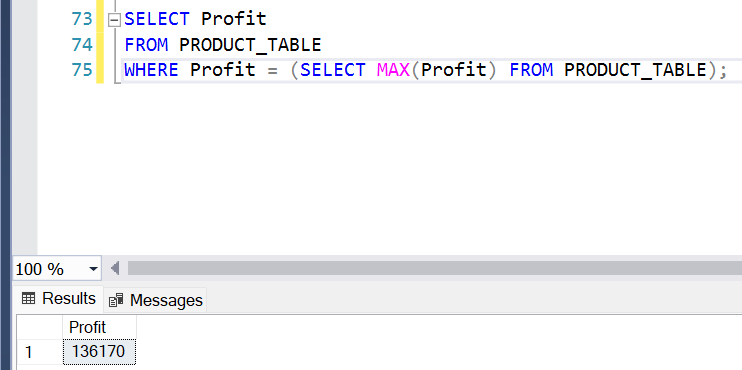 73 SELECT Profit
74 FROM PRODUCT_TABLE
75 WHERE Profit = (SELECT MAX(Profit) FROM PRODUCT_TABLE);
100 %
Results Messages
Profit
1 136170